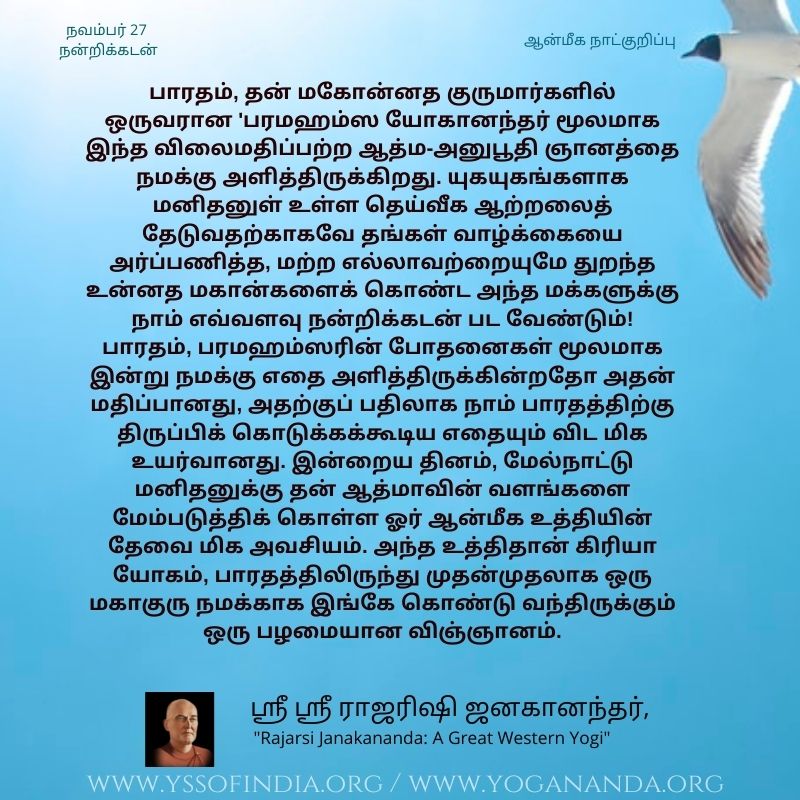 நவம்பர் 27
நன்றிக்கடன்
ஆன்மீக நாட்குறிப்பு
பாரதம், தன் மகோன்னத குருமார்களில்
ஒருவரான 'பரமஹம்ஸ யோகானந்தர் மூலமாக
இந்த விலைமதிப்பற்ற ஆத்ம-அனுபூதி ஞானத்தை
நமக்கு அளித்திருக்கிறது. யுகயுகங்களாக
மனிதனுள் உள்ள தெய்வீக ஆற்றலைத்
தேடுவதற்காகவே தங்கள் வாழ்க்கையை
அர்ப்பணித்த, மற்ற எல்லாவற்றையுமே துறந்த
உன்னத மகான்களைக் கொண்ட அந்த மக்களுக்கு
நாம் எவ்வளவு நன்றிக்கடன் பட வேண்டும்!
பாரதம், பரமஹம்ஸரின் போதனைகள் மூலமாக
இன்று நமக்கு எதை அளித்திருக்கின்றதோ அதன்
மதிப்பானது, அதற்குப் பதிலாக நாம் பாரதத்திற்கு
திருப்பிக் கொடுக்கக்கூடிய எதையும் விட மிக
உயர்வானது. இன்றைய தினம், மேல்நாட்டு
மனிதனுக்கு தன் ஆத்மாவின் வளங்களை
மேம்படுத்திக் கொள்ள ஓர் ஆன்மீக உத்தியின்
தேவை மிக அவசியம். அந்த உத்திதான் கிரியா
யோகம், பாரதத்திலிருந்து முதன்முதலாக ஒரு
மகாகுரு நமக்காக இங்கே கொண்டு வந்திருக்கும்
ஒரு பழமையான விஞ்ஞானம்.
ஸ்ரீ ஸ்ரீ ராஜரிஷி ஜனகானந்தர்,
"Rajarsi Janakananda: A Great Western Yogi"
WWW.YSSOFINDIA.ORG / WWW.YOGANANDA.ORG